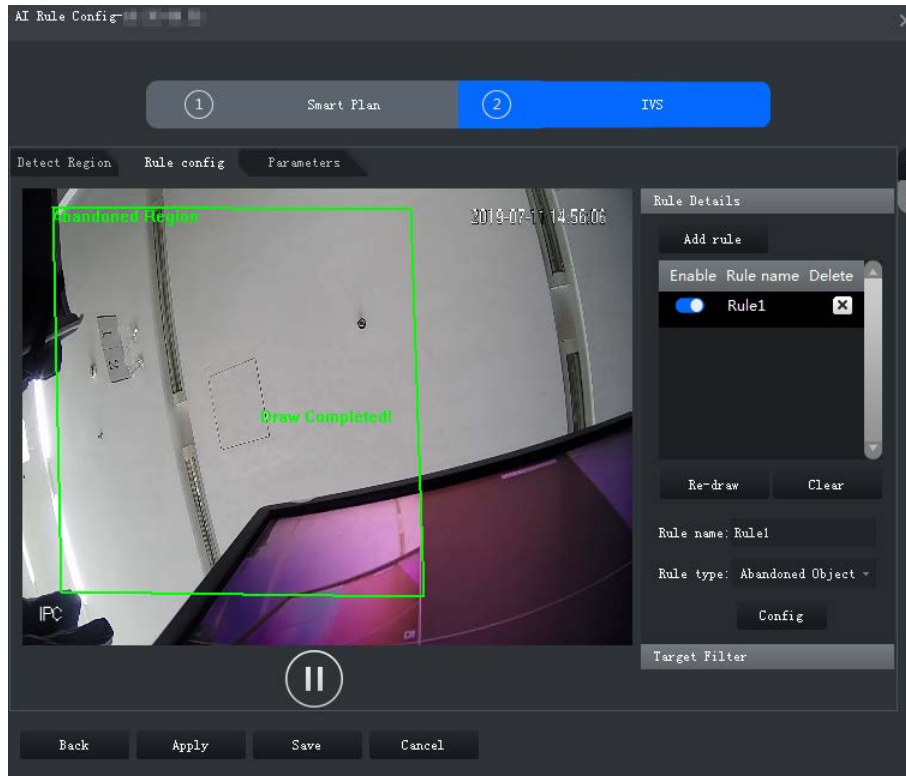 AI Rule Config-
1 Smart Plan 2 IVS
Detect Region Rule config Parameters
Abandoned Region 2019-07-11 14:56:06
Draw Completed!
IPC
Rule Details
Add rule
Enable Rule name Delete
Rule1
Re-draw Clear
Rule name: Rule1
Rule type: Abandoned Object
Config
Target Filter
Back Apply Save Cancel